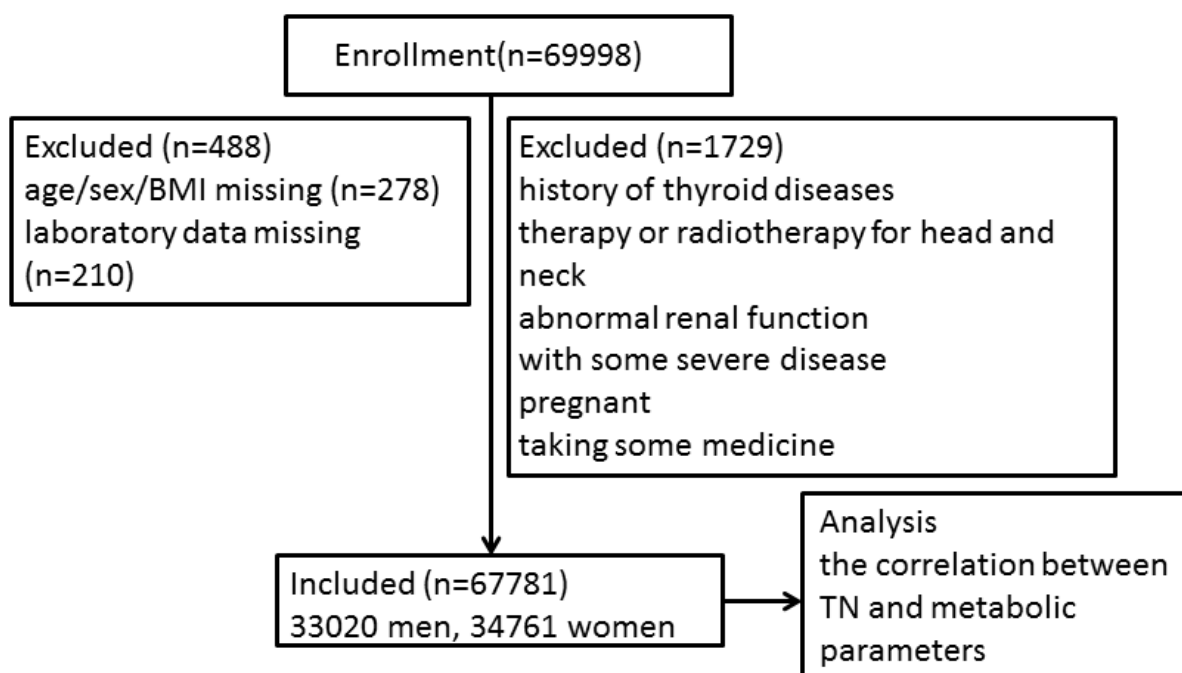 Enrollment(n=69998)
Excluded (n=488)
age/sex/BMI missing (n=278)
laboratory data missing
(n=210)
Excluded (n=1729)
history of thyroid diseases
therapy or radiotherapy for head and
neck
abnormal renal function
with some severe disease
pregnant
taking some medicine
Included (n=67781)
33020 men, 34761 women
Analysis
the correlation between
TN and metabolic
parameters